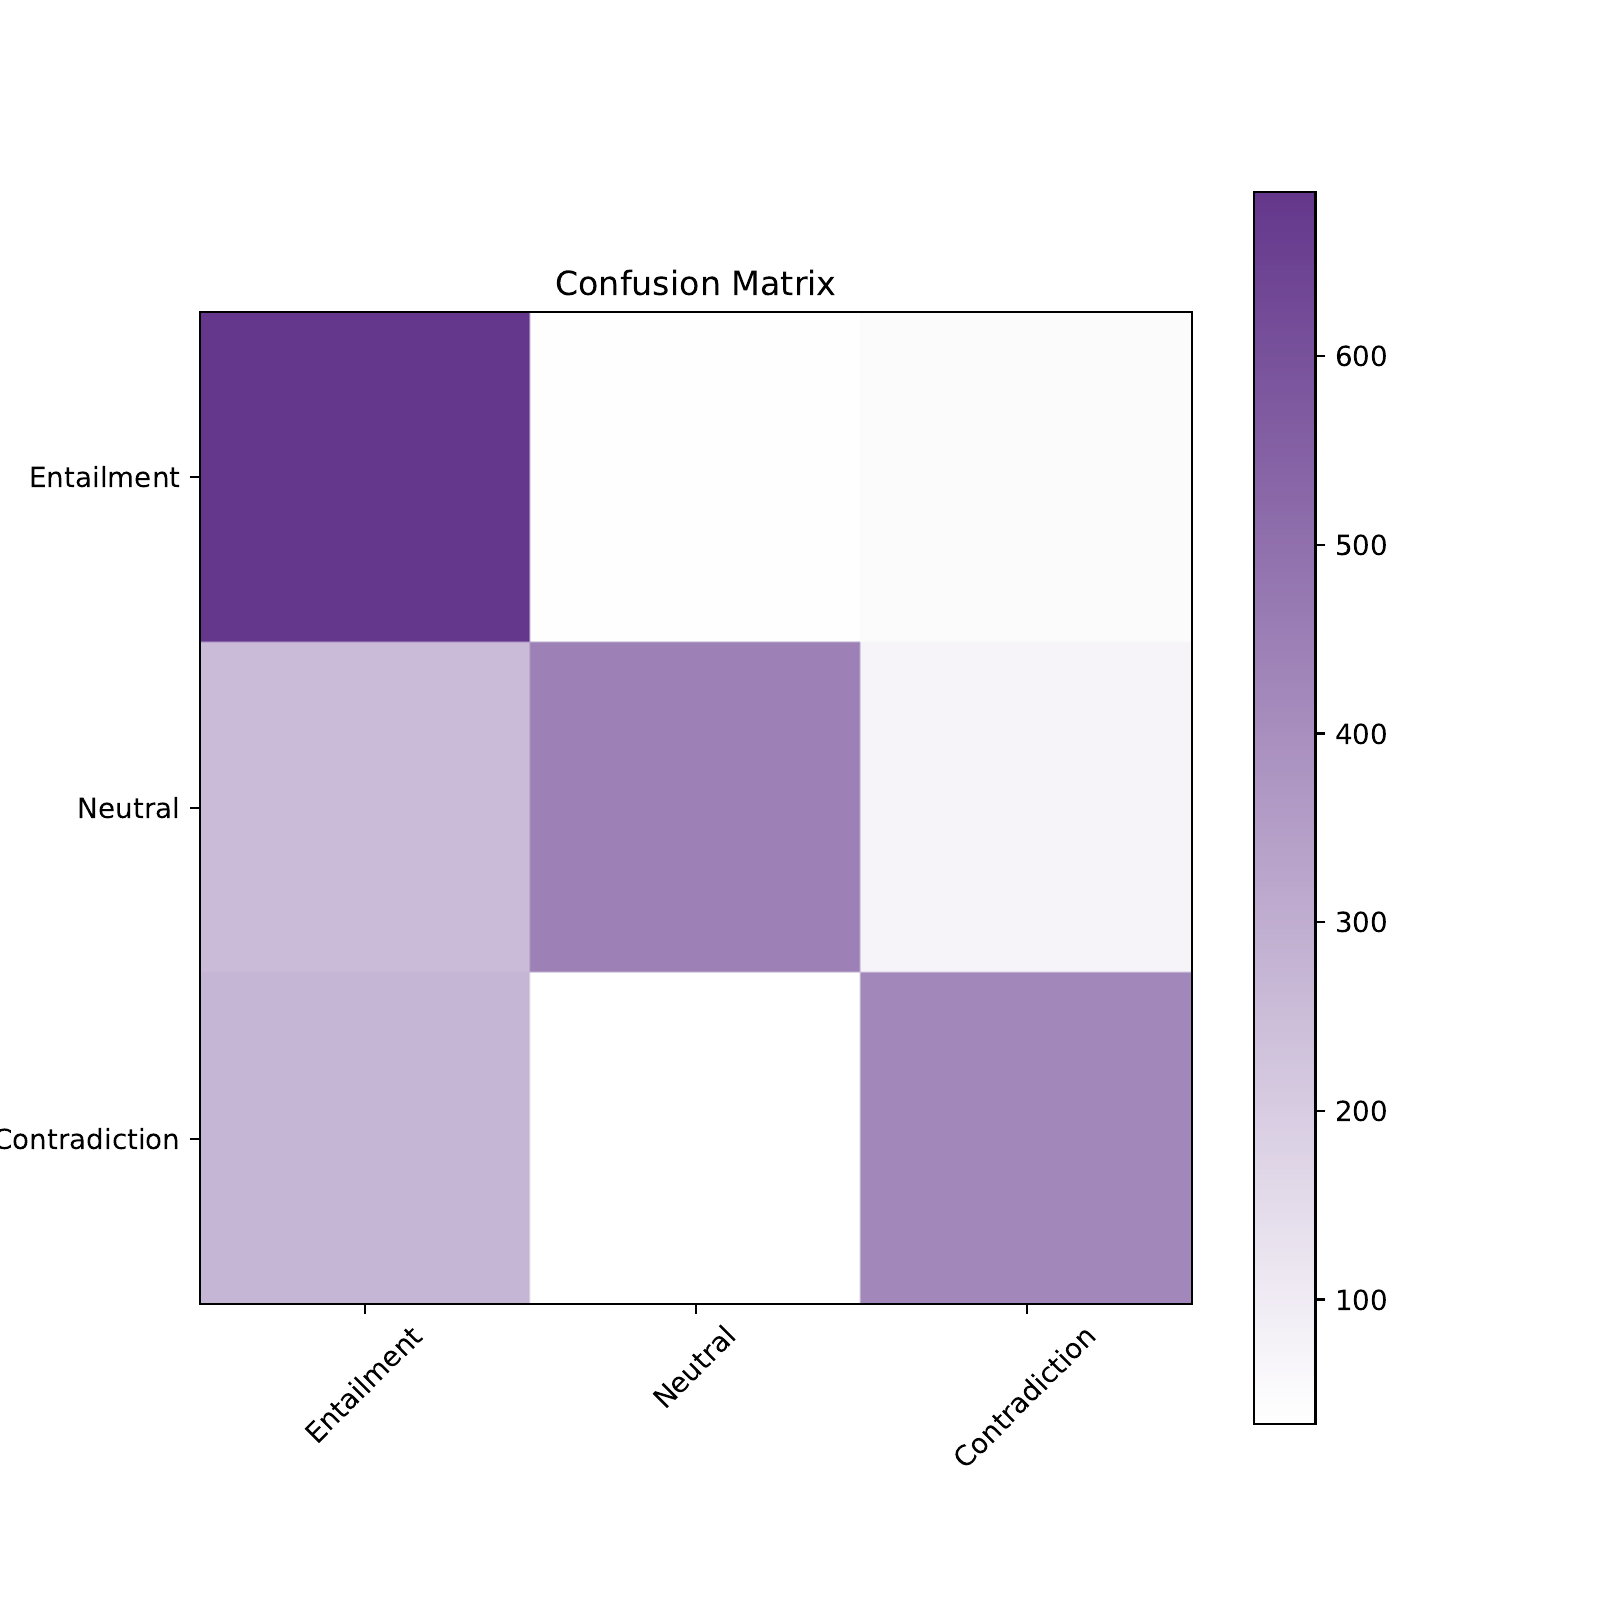 Confusion Matrix
Entailment
Neutral
Contradiction
Entailment
Neutral
Contradiction
600
500
400
300
200
100